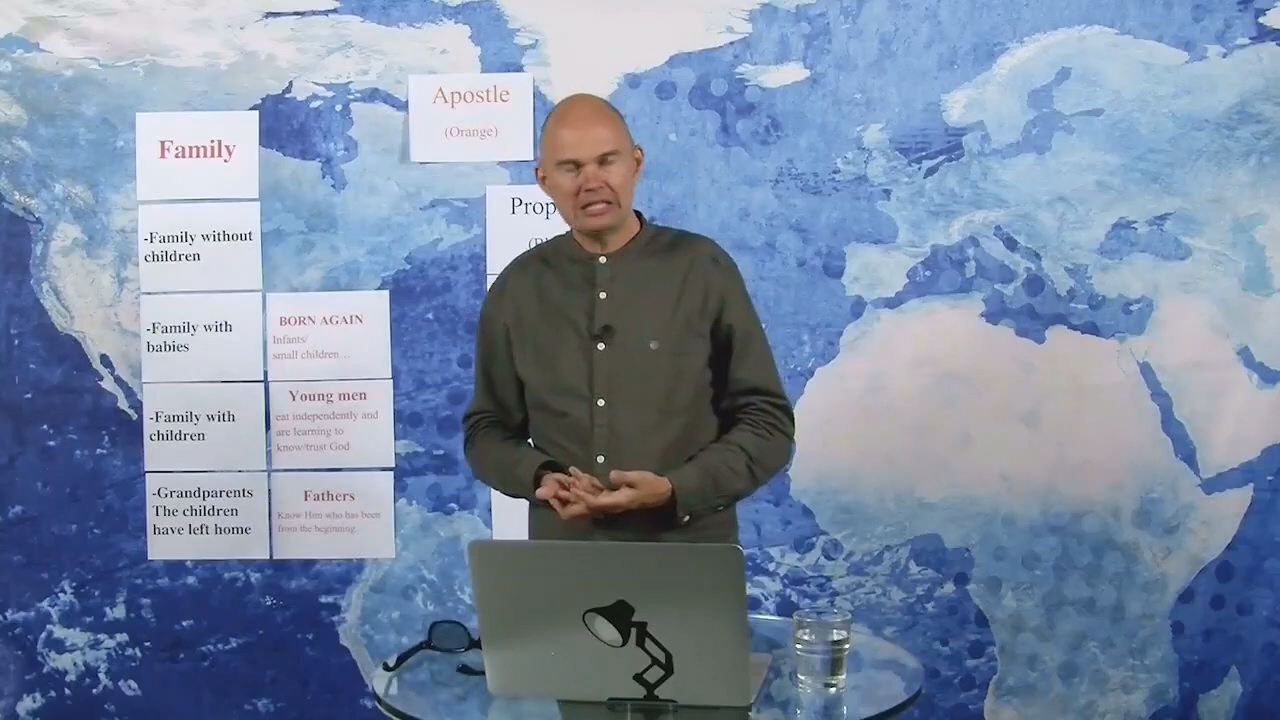 Apostle
(Orange)
Family
-Family without
children
-Family with
babies
-Family with
children
-Grandparents
The children
have left home
BORN AGAIN
Infants/
small children…
Young men
eat independently and
are learning to
know/trust God
Fathers
Know Him who has been
from the beginning.
Prop